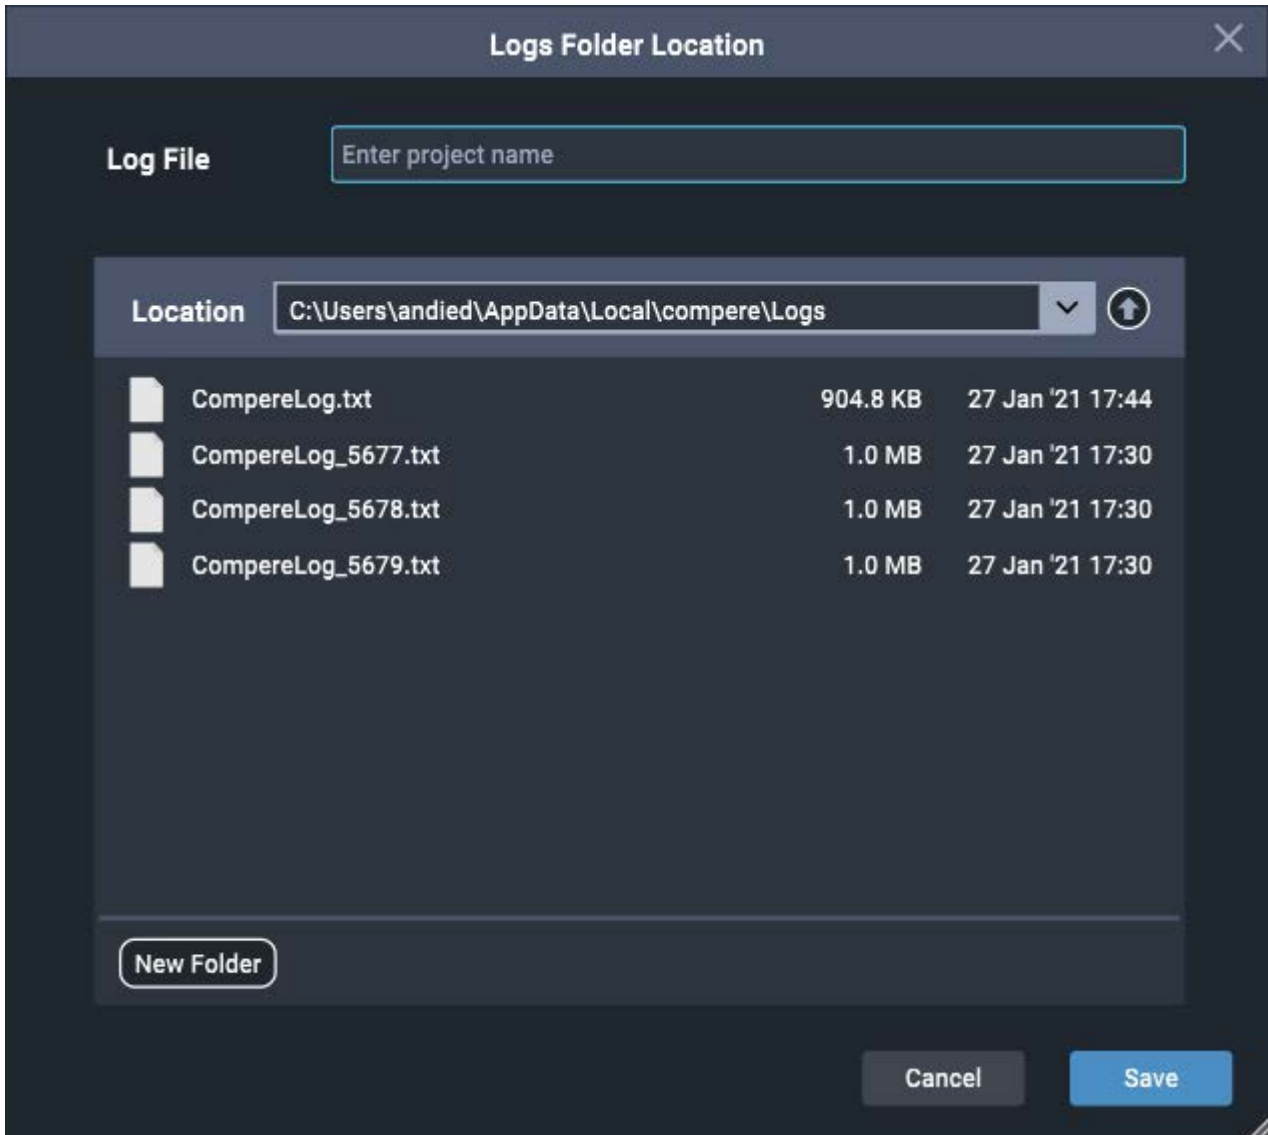 Logs Folder Location
Log File
Enter project name
Location C:\Users\andied\AppData\Local\compere\Logs
CompereLog.txt 904.8 KB 27 Jan '21 17:44
CompereLog_5677.txt 1.0 MB 27 Jan '21 17:30
CompereLog_5678.txt 1.0 MB 27 Jan '21 17:30
CompereLog_5679.txt 1.0 MB 27 Jan '21 17:30
New Folder
Cancel Save